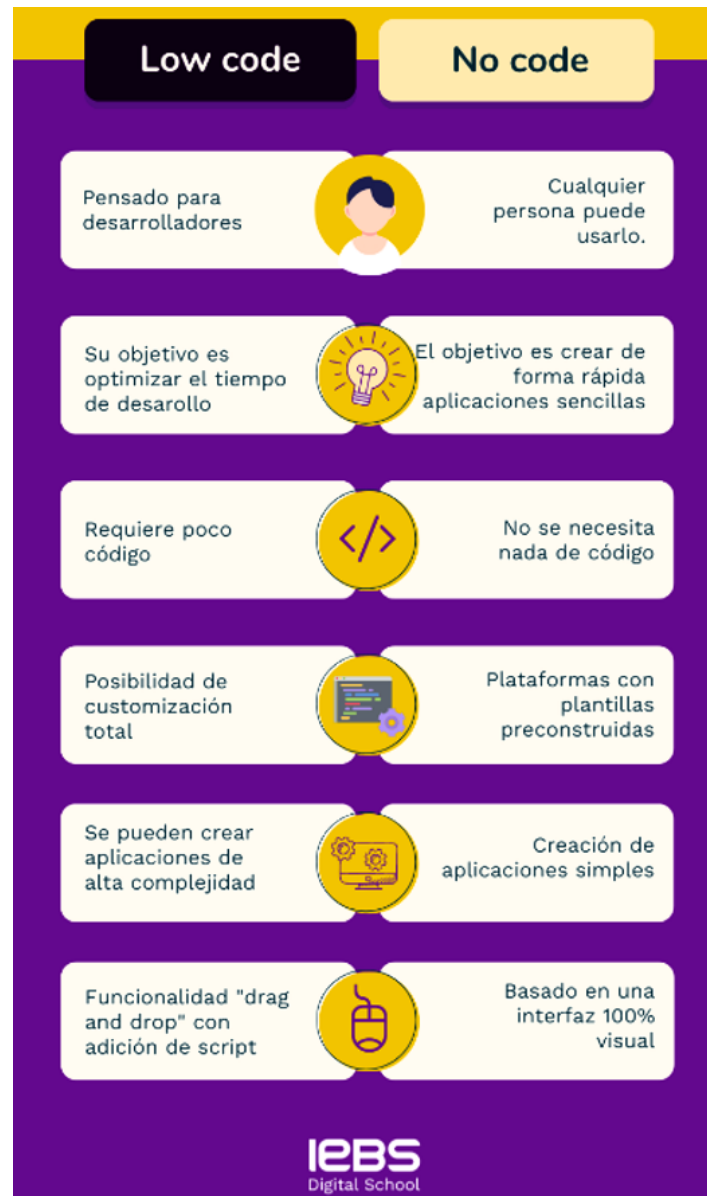 Low code
No code
Pensado para
desarrolladores
Cualquier
persona puede
usarlo.
Su objetivo es
optimizar el tiempo
de desarollo
El objetivo es crear de
forma rápida
aplicaciones sencillas
Requiere poco
código
</>
No se necesita
nada de código
Posibilidad de
customización
total
Plataformas con
plantillas
preconstruidas
Se pueden crear
aplicaciones de
alta complejidad
Creación de
aplicaciones simples
Funcionalidad "drag
and drop" con
adición de script
Basado en una
interfaz 100%
visual
IEBS
Digital School